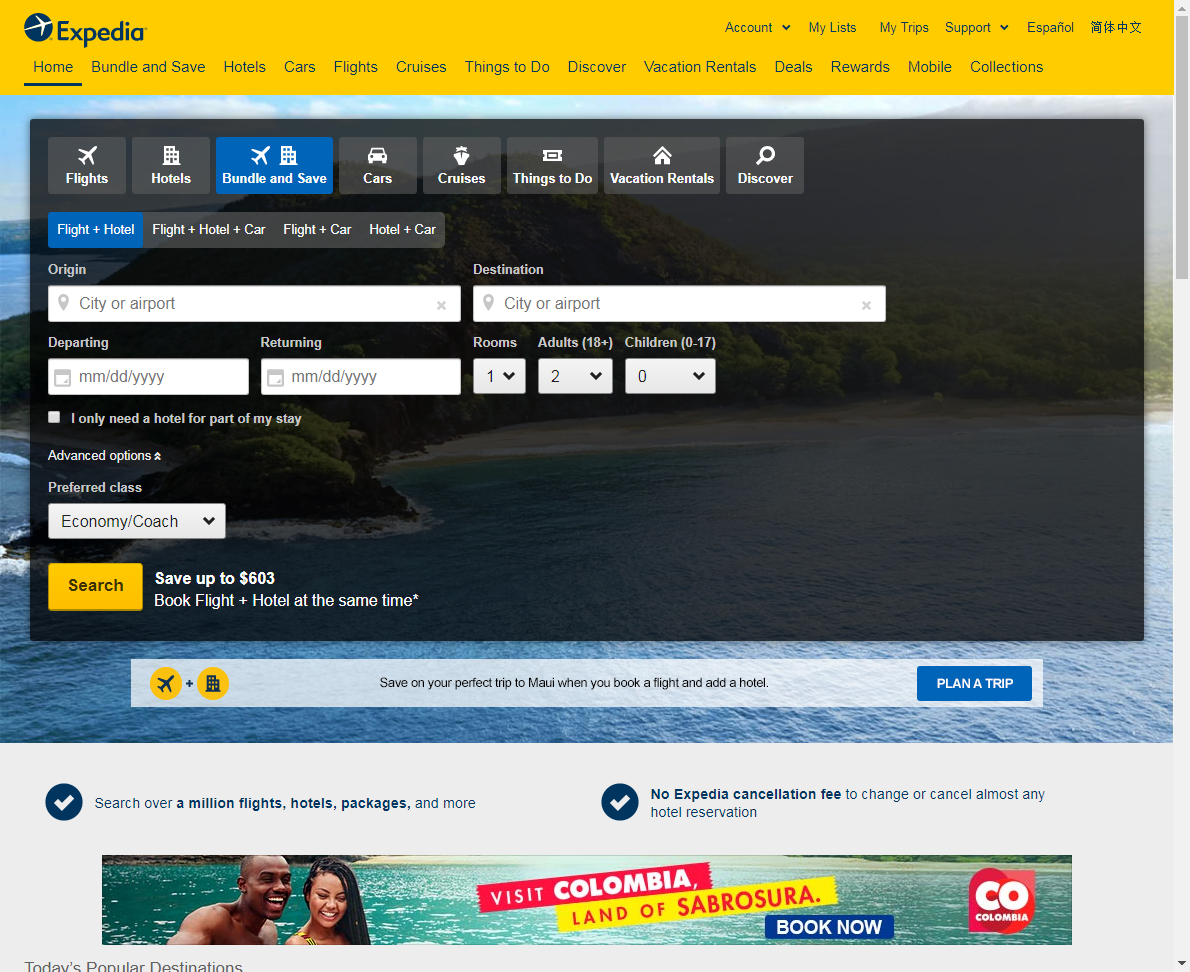 Expedia
Account My Lists My Trips Support Español 简体中文
Home Bundle and Save Hotels Cars Flights Cruises Things to Do Discover Vacation Rentals Deals Rewards Mobile Collections
Flights Hotels Bundle and Save Cars Cruises Things to Do Vacation Rentals Discover
Flight + Hotel Flight + Hotel + Car Flight + Car Hotel + Car
Origin Destination
City or airport City or airport
Departing Returning Rooms Adults (18+) Children (0-17)
mm/dd/yyyy mm/dd/yyyy 1 2 0
I only need a hotel for part of my stay
Advanced options
Preferred class
Economy/Coach
Search
Save up to $603
Book Flight + Hotel at the same time*
+ Save on your perfect trip to Maui when you book a flight and add a hotel. PLAN A TRIP
Search over a million flights, hotels, packages, and more
No Expedia cancellation fee to change or cancel almost any
hotel reservation
VISIT COLOMBIA,
LAND OF SABROSURA.
BOOK NOW
CO
COLOMBIA
Today's Popular Destinations